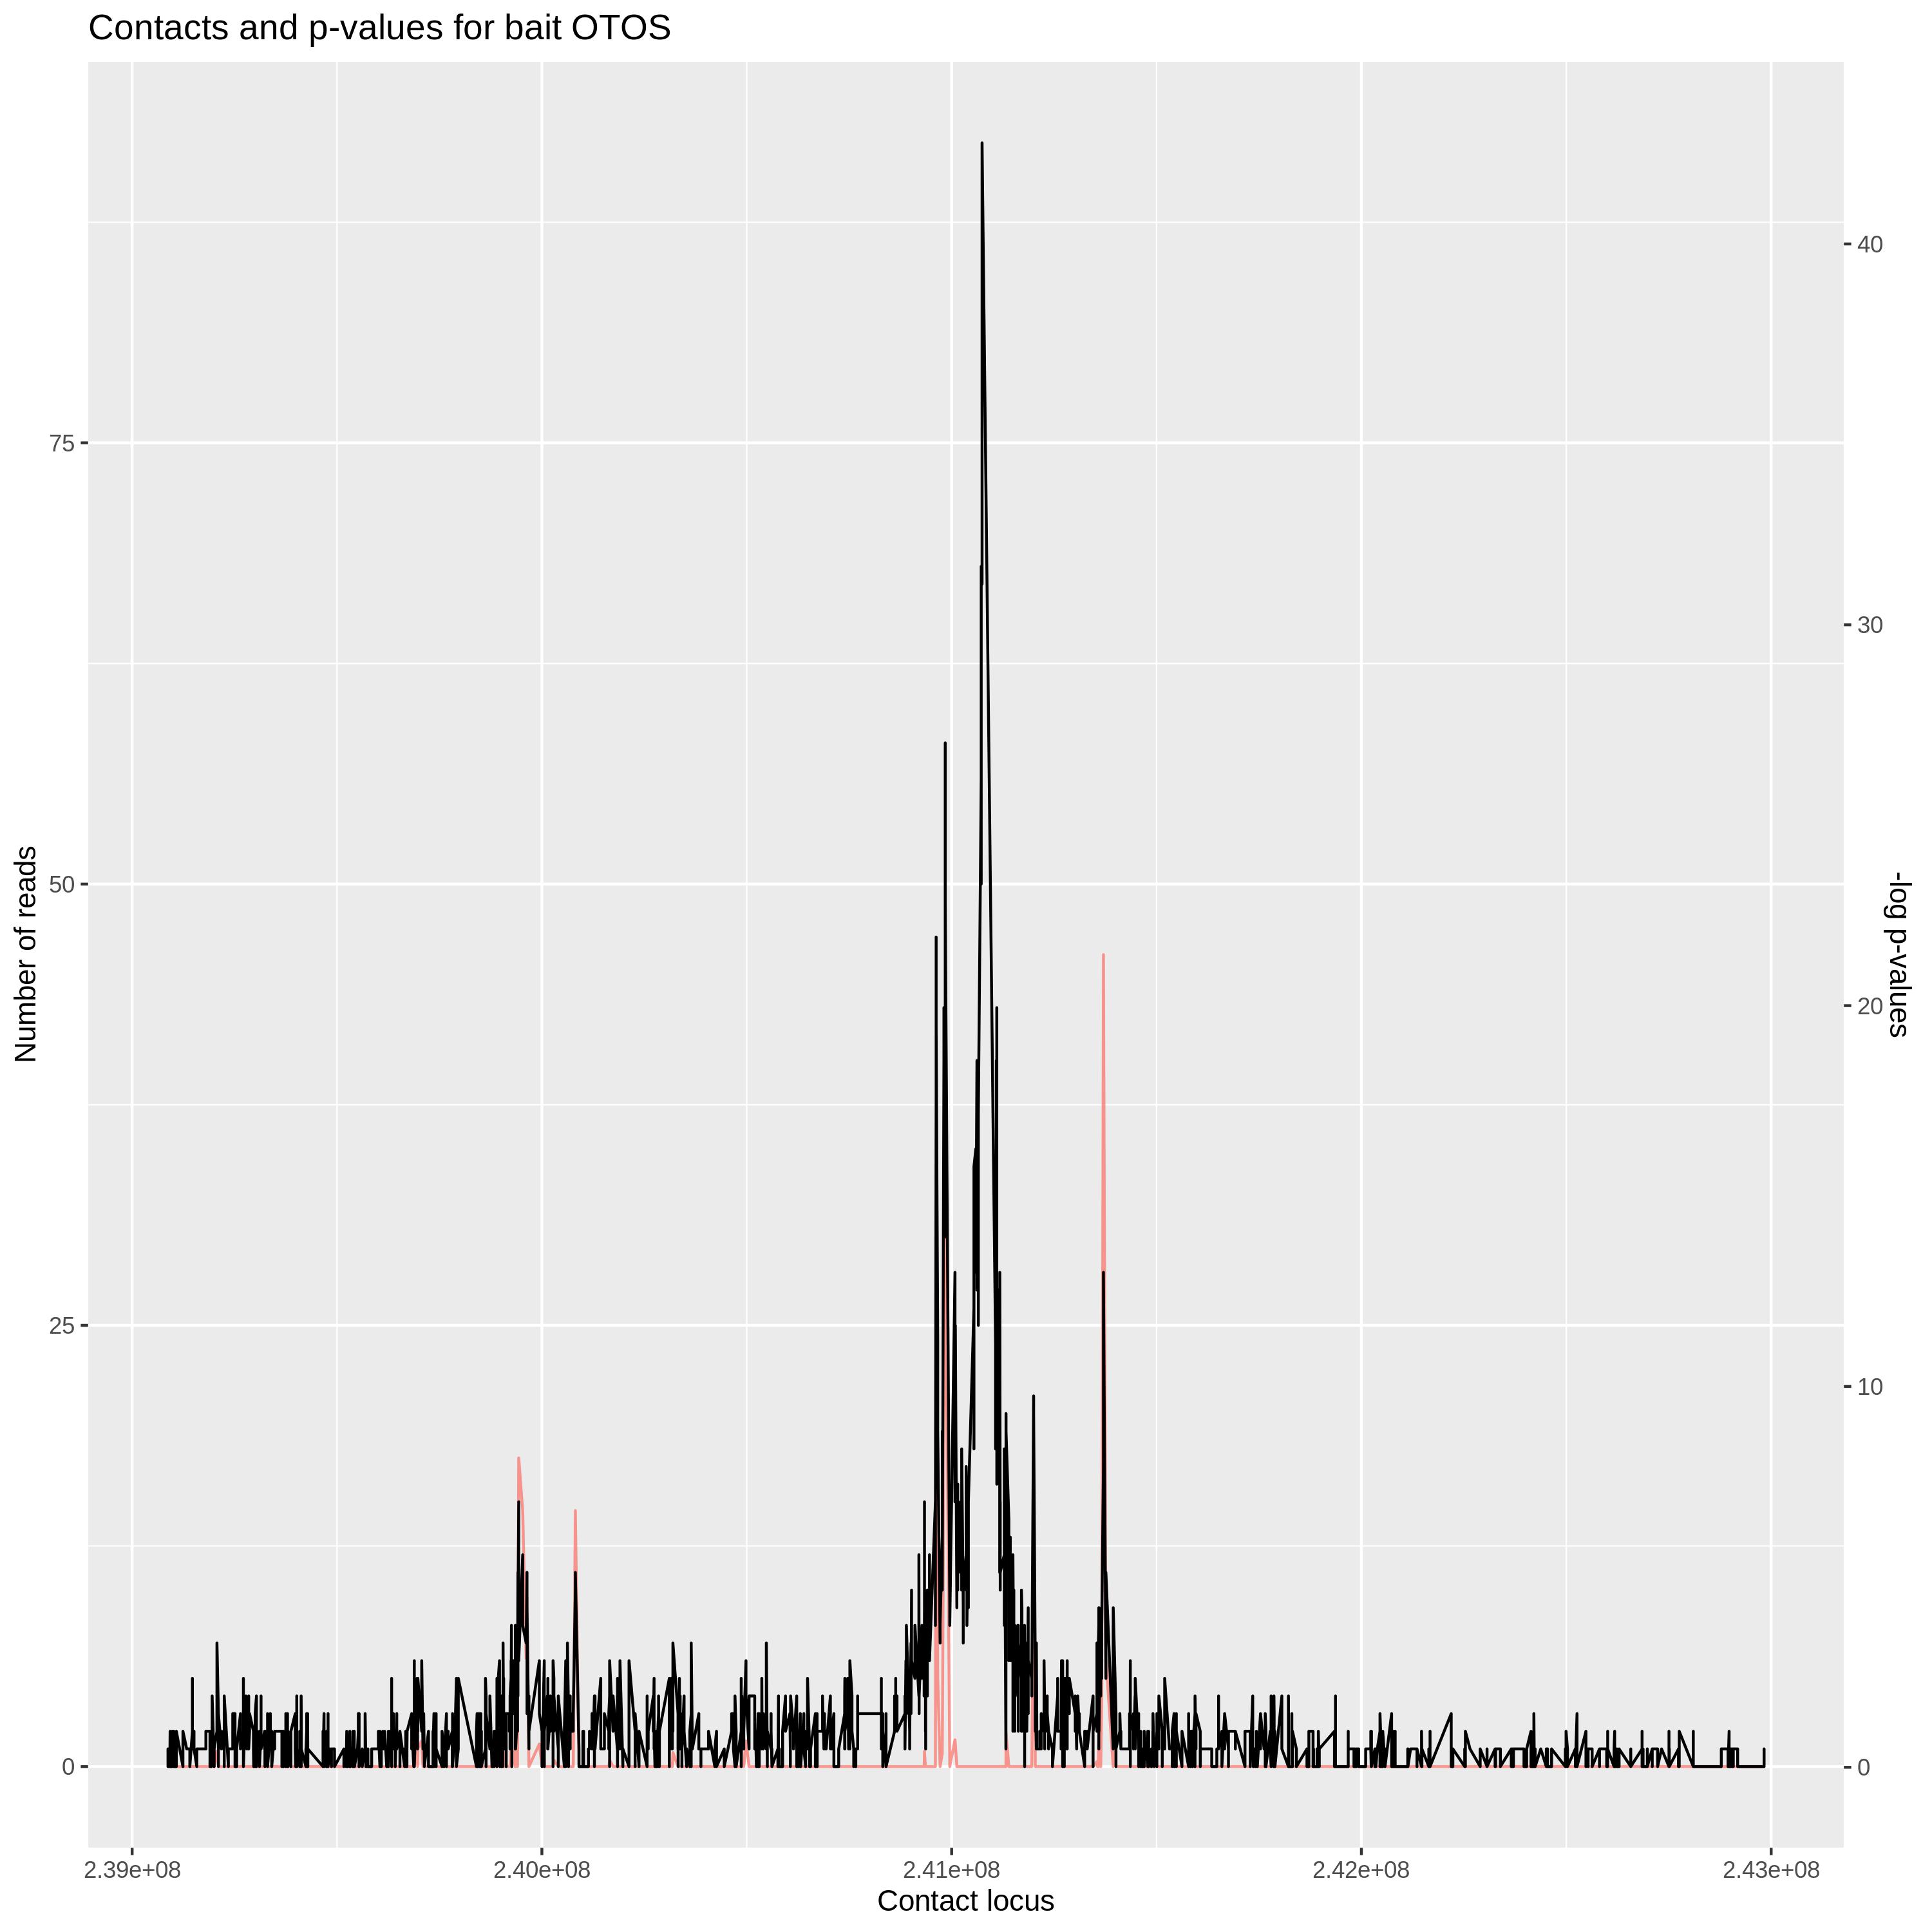 Contacts and p-values for bait OTOS
75
50
25
0
Number of reads
40
30
20
10
0
-log p-values
2.39e+08
2.40e+08
2.41e+08
2.42e+08
2.43e+08
Contact locus